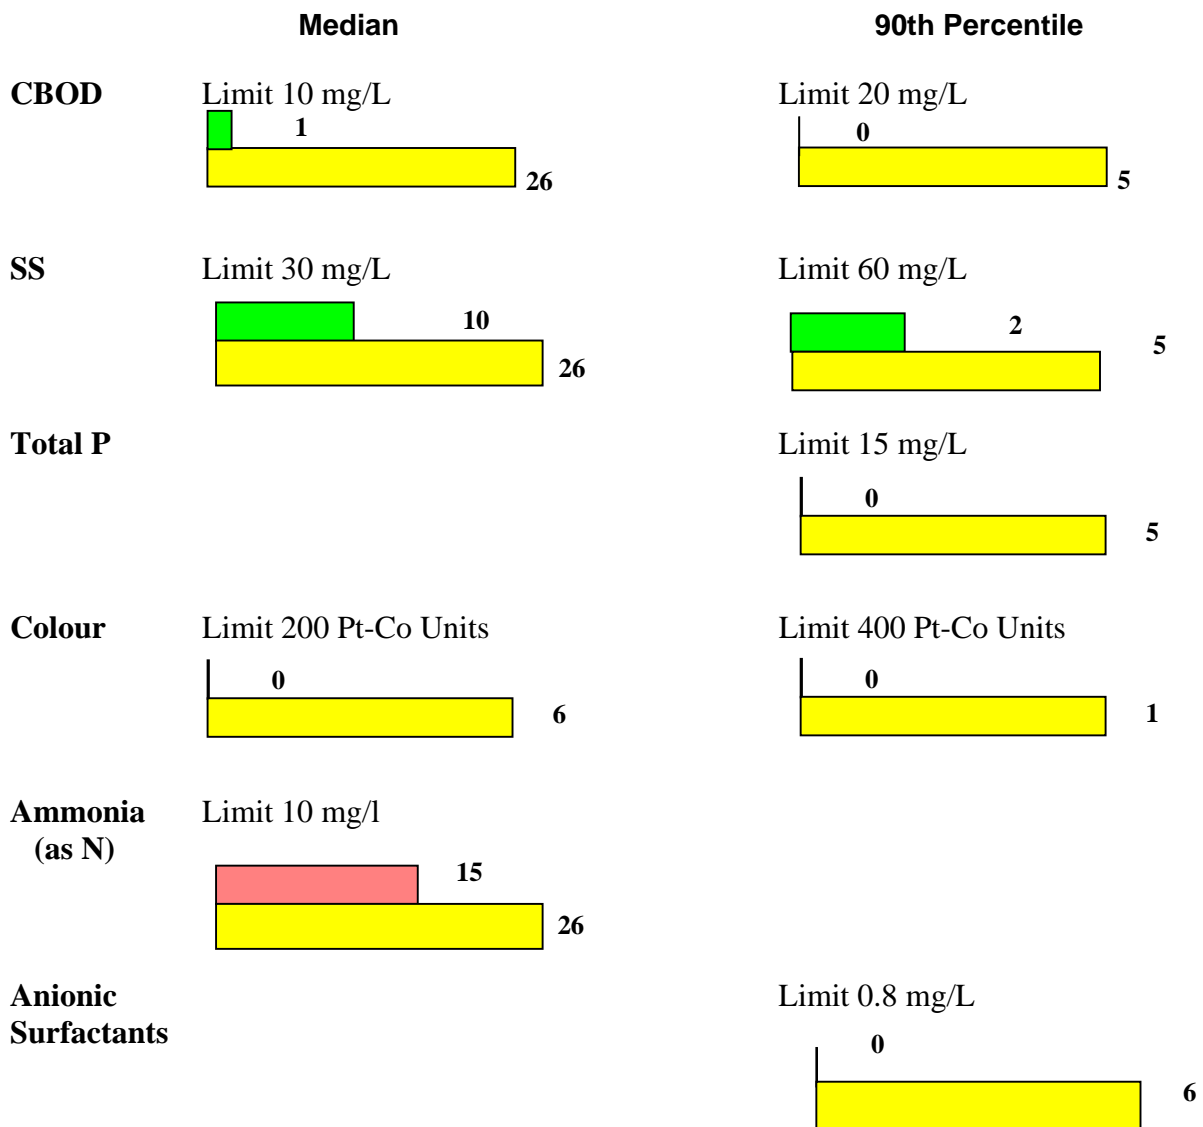 Median 90th Percentile
CBOD Limit 10 mg/L Limit 20 mg/L
1 0
26 5
SS Limit 30 mg/L Limit 60 mg/L
10 2 5
26
Total P Limit 15 mg/L
0
5
Colour Limit 200 Pt-Co Units Limit 400 Pt-Co Units
0 0
6 1
Ammonia Limit 10 mg/l
(as N)
15
26
Anionic Limit 0.8 mg/L
Surfactants
0
6